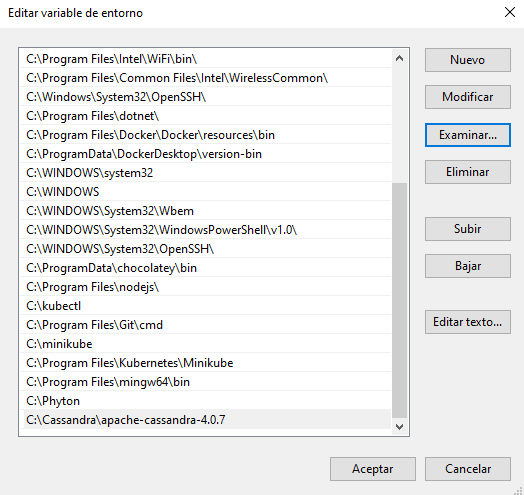 Editar variable de entorno
C:\Program Files\Intel\WiFi\bin\
C:\Program Files\Common Files\Intel\WirelessCommon\
C:\Windows\System32\OpenSSH\
C:\Program Files\dotnet\
C:\Program Files\Docker\Docker\resources\bin
C:\ProgramData\DockerDesktop\version-bin
C:\WINDOWS\system32
C:\WINDOWS
C:\WINDOWS\System32\Wbem
C:\WINDOWS\System32\WindowsPowerShell\v1.0\
C:\WINDOWS\System32\OpenSSH\
C:\ProgramData\chocolatey\bin
C:\Program Files\nodejs\
C:\kubectl
C:\Program Files\Git\cmd
C:\minikube
C:\Program Files\Kubernetes\Minikube
C:\Program Files\mingw64\bin
C:\Phyton
C:\Cassandra\apache-cassandra-4.0.7
Nuevo
Modificar
Examinar...
Eliminar
Subir
Bajar
Editar texto...
Aceptar
Cancelar